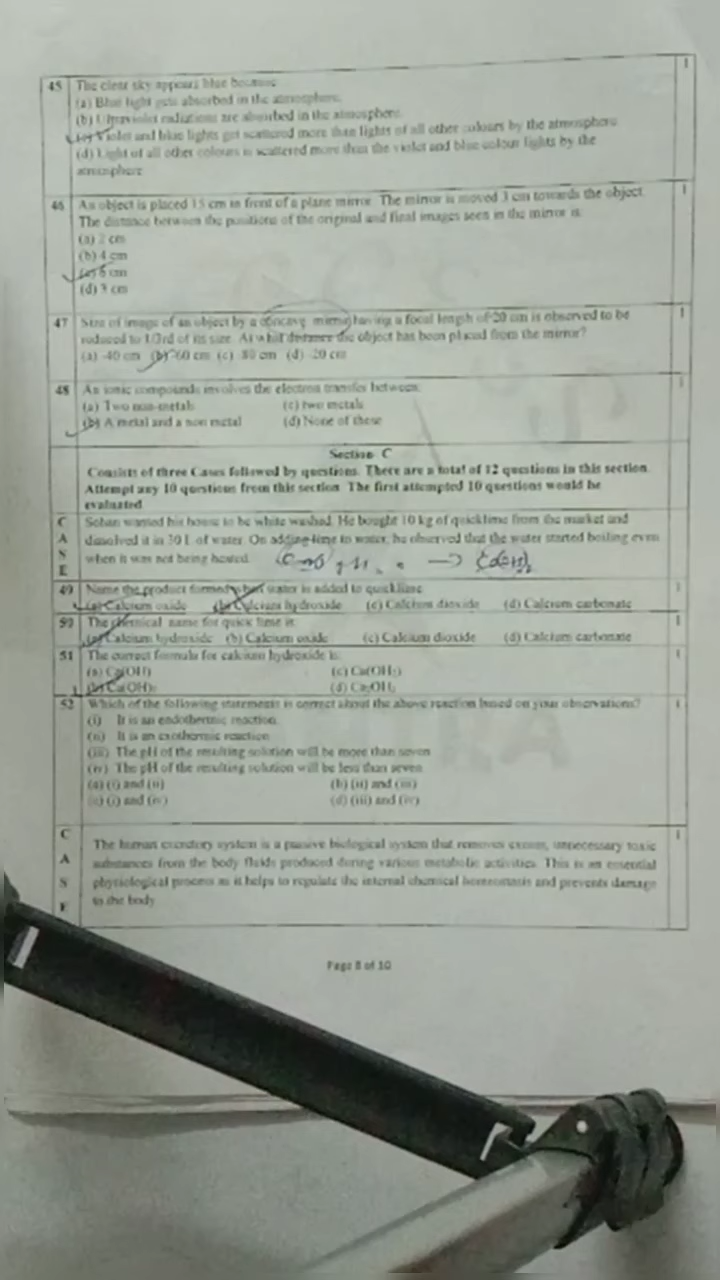 45 The clear sky appears blue because 1
(a) Blue light gets absorbed in the atmosphere.
(b) Ultraviolet radiations are absorbed in the atmosphere.
(c) Violet and blue lights get scattered more than lights of all other colours by the atmosphere
(d) Light of all other colours is scattered more than the violet and blue colour lights by the
atmosphere
46 An object is placed 15 cm in front of a plane mirror. The mirror is moved 3 cm towards the object. 1
The distance between the positions of the original and final images seen in the mirror is
(a) 2 cm
(b) 4 cm
(c) 6 cm
(d) 3 cm
47 Size of image of an object by a concave mirror having a focal length of 20 cm is observed to be 1
reduced to 1/3rd of its size. At what distance the object has been placed from the mirror?
(a) -40 cm (b) -60 cm (c) 80 cm (d) -20 cm
48 An ionic compounds involves the electron transfer between: 1
(a) Two non-metals (c) two metals
(b) A metal and a non metal (d) None of these
Section C
Consists of three Cases followed by questions. There are a total of 12 questions in this section.
Attempt any 10 questions from this section. The first attempted 10 questions would be
evaluated
C Sohan wanted his house to be white washed. He bought 10 kg of quicklime from the market and
A dissolved it in 30 L of water. On adding lime to water, he observed that the water started boiling even
S when it was not being heated.
E
49 Name the product formed when water is added to quicklime 1
(a) Calcium oxide (b) Calcium hydroxide (c) Calcium dioxide (d) Calcium carbonate
50 The chemical name for quick lime is: 1
(a) Calcium hydroxide (b) Calcium oxide (c) Calcium dioxide (d) Calcium carbonate
51 The correct formula for calcium hydroxide is: 1
(a) Ca(OH) (c) Ca(OH2)
(b) Ca(OH)2 (d) Ca2OH2
52 Which of the following statements is correct about the above reaction based on your observations? 1
(i) It is an endothermic reaction
(ii) It is an exothermic reaction
(iii) The pH of the resulting solution will be more than seven
(iv) The pH of the resulting solution will be less than seven
(a) (i) and (ii) (b) (ii) and (iii)
(c) (i) and (iv) (d) (iii) and (iv)
C 1
A The human excretory system is a passive biological system that removes excess, unnecessary toxic
substances from the body fluids produced during various metabolic activities. This is an essential
S physiological process as it helps to regulate the internal chemical homeostasis and prevents damage
E to the body
Page 8 of 10